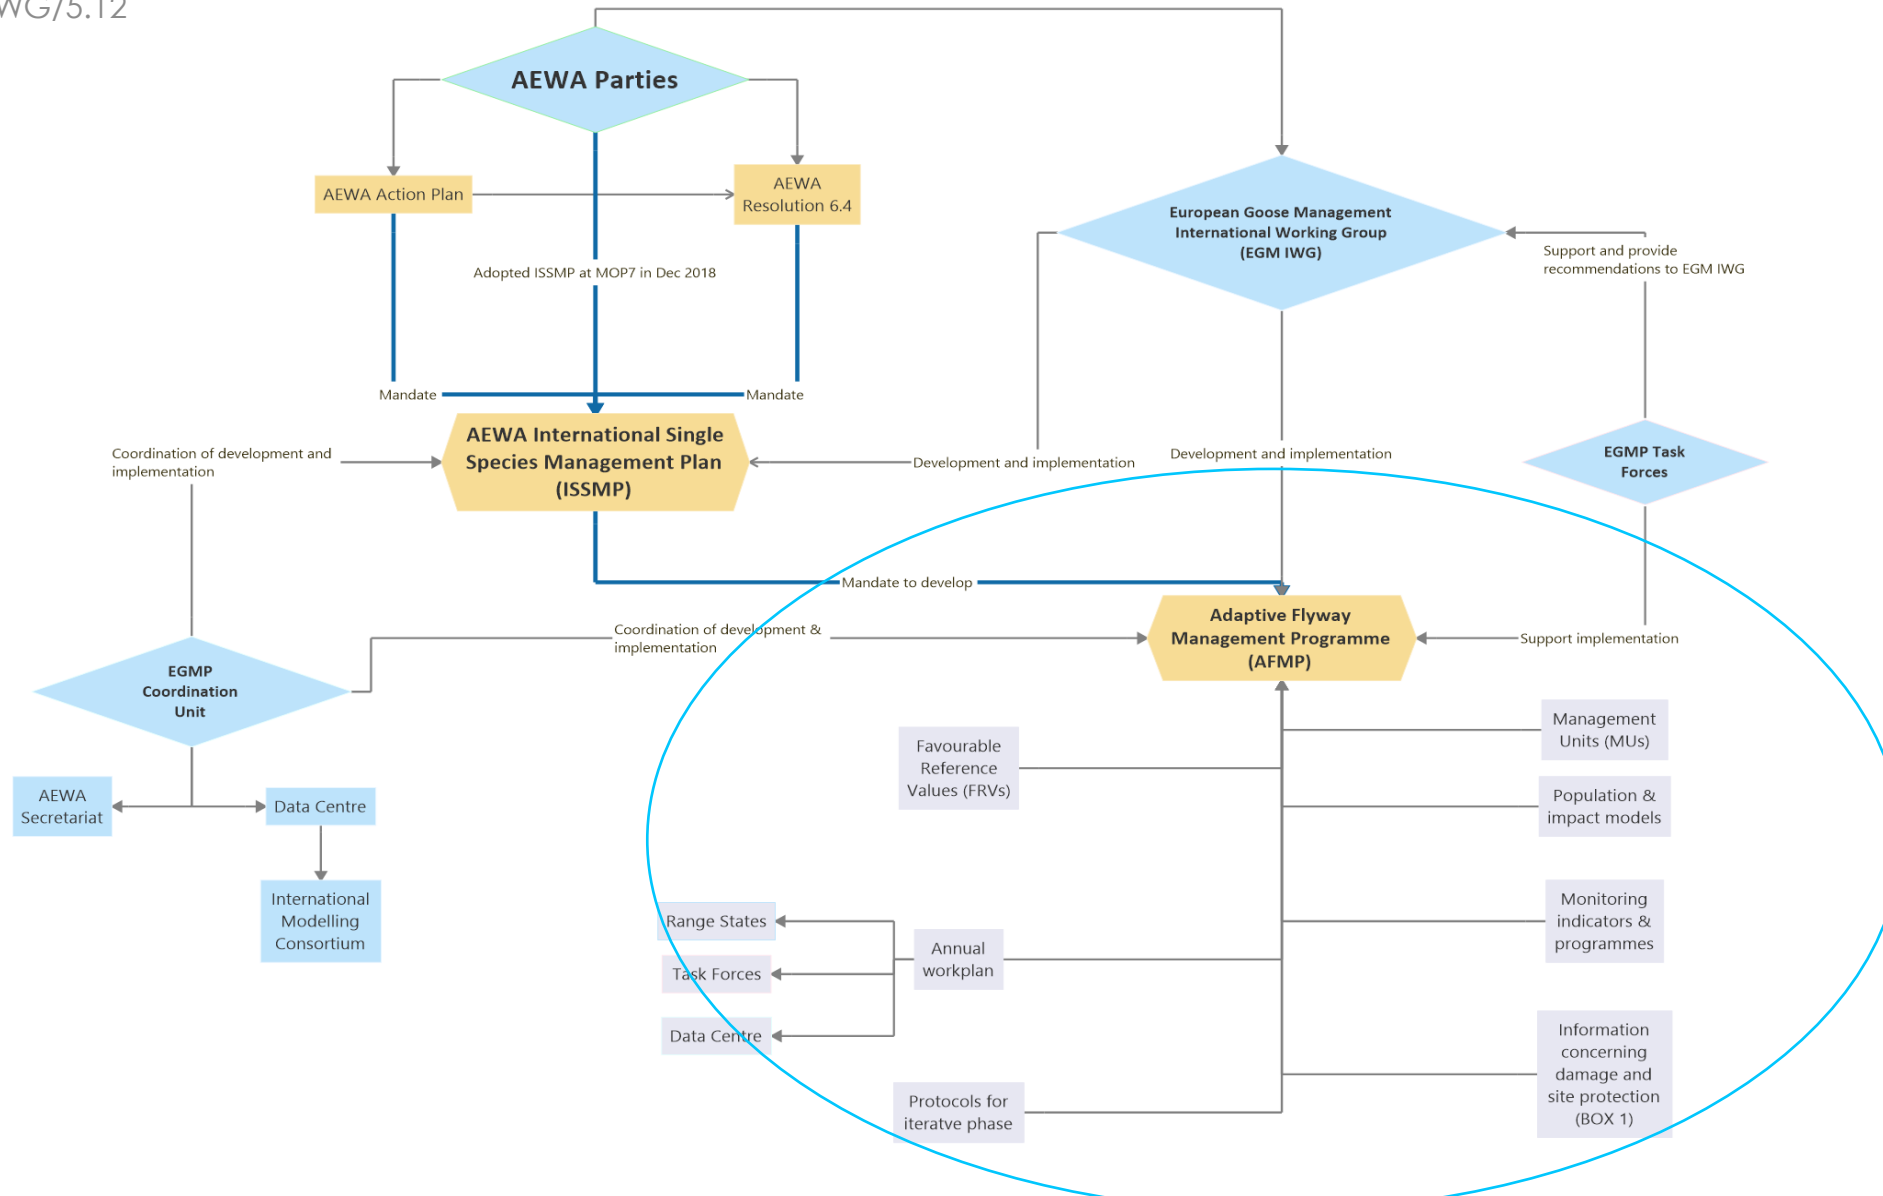 WG/5.12
AEWA Parties
AEWA Action Plan
AEWA
Resolution 6.4
European Goose Management
International Working Group
(EGM IWG)
Support and provide
recommendations to EGM IWG
Adopted ISSMP at MOP7 in Dec 2018
Mandate
Mandate
AEWA International Single
Species Management Plan
(ISSMP)
Coordination of development and
implementation
Development and implementation
Development and implementation
EGMP Task
Forces
Mandate to develop
Adaptive Flyway
Management Programme
(AFMP)
Coordination of development &
implementation
Support implementation
EGMP
Coordination
Unit
AEWA
Secretariat
Data Centre
International
Modelling
Consortium
Favourable
Reference
Values (FRVs)
Management
Units (MUs)
Population &
impact models
Monitoring
indicators &
programmes
Range States
Task Forces
Data Centre
Annual
workplan
Information
concerning
damage and
site protection
(BOX 1)
Protocols for
iteratve phase